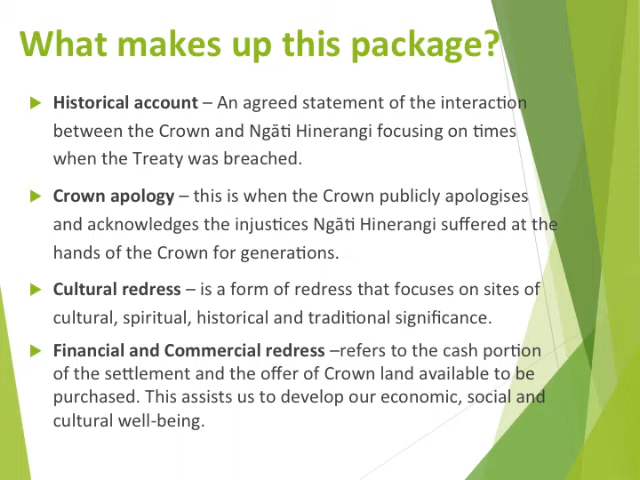 What makes up this package?
Historical account – An agreed statement of the interaction
between the Crown and Ngāti Hinerangi focusing on times
when the Treaty was breached.
Crown apology – this is when the Crown publicly apologises
and acknowledges the injustices Ngāti Hinerangi suffered at the
hands of the Crown for generations.
Cultural redress – is a form of redress that focuses on sites of
cultural, spiritual, historical and traditional significance.
Financial and Commercial redress –refers to the cash portion
of the settlement and the offer of Crown land available to be
purchased. This assists us to develop our economic, social and
cultural well-being.